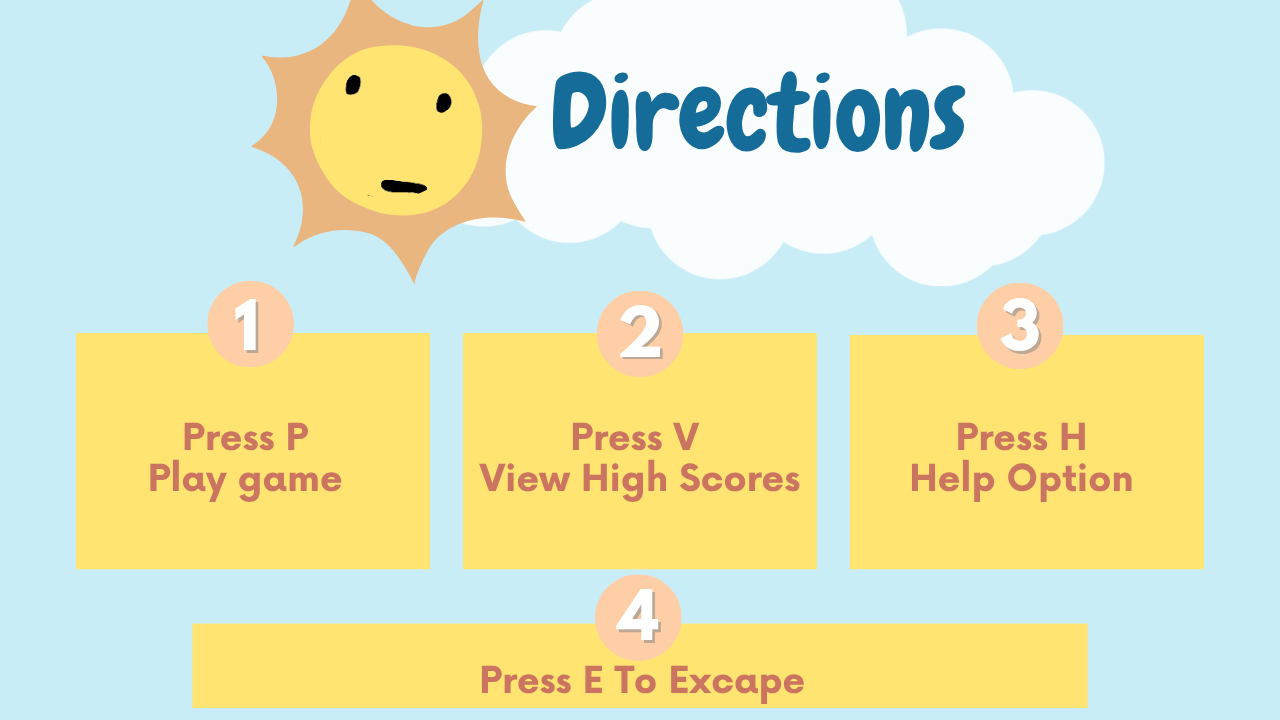 Directions
1
Press P
Play game
2
Press V
View High Scores
3
Press H
Help Option
4
Press E To Excape